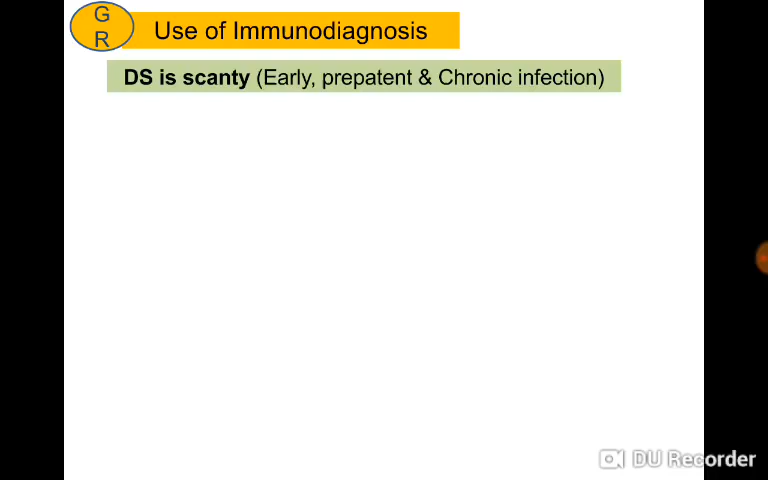 G
R
Use of Immunodiagnosis
DS is scanty (Early, prepatent & Chronic infection)
DU Recorder